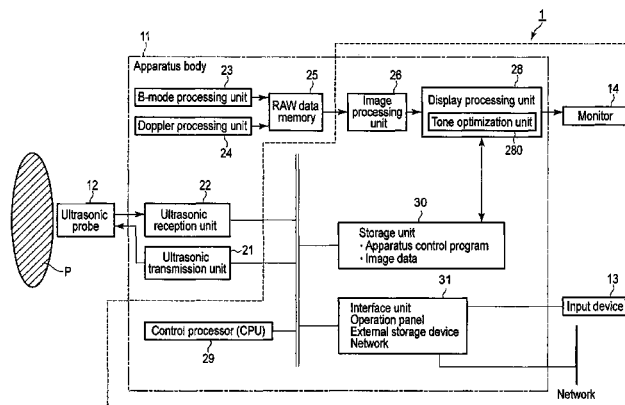 1
11
Apparatus body
23
B-mode processing unit
Doppler processing unit
24
25
RAW data
memory
26
Image
processing
unit
28
Display processing unit
Tone optimization unit
280
14
Monitor
12
Ultrasonic
probe
P
22
Ultrasonic
reception unit
21
Ultrasonic
transmission unit
30
Storage unit
・Apparatus control program
・Image data
31
Interface unit
Operation panel
External storage device
Network
13
Input device
Control processor (CPU)
29
Network